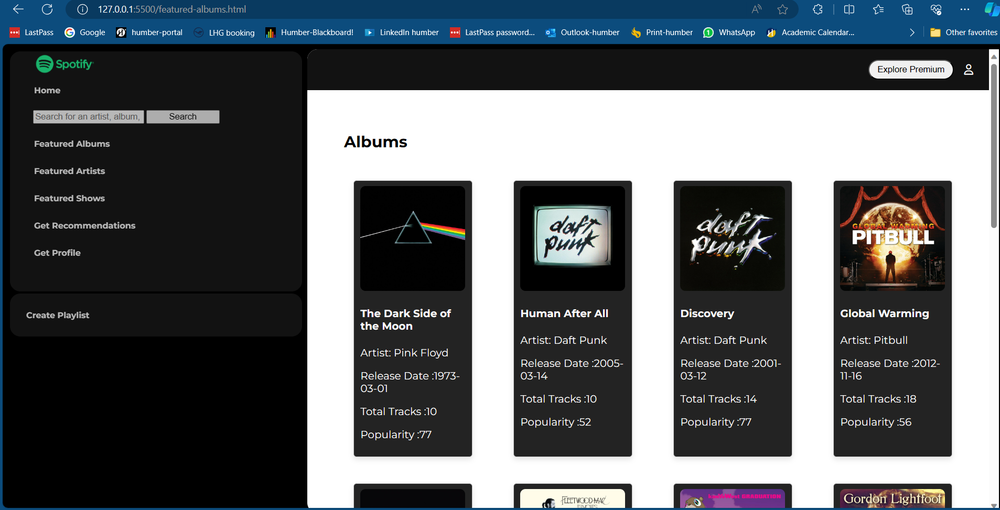 127.0.0.1:5500/featured-albums.html
LastPass
Google
humber-portal
LHG booking
Humber-Blackboard!
LinkedIn humber
LastPass password...
Outlook-humber
Print-humber
WhatsApp
Academic Calendar...
Other favorites
Spotify
Home
Search for an artist, album,
Search
Featured Albums
Featured Artists
Featured Shows
Get Recommendations
Get Profile
Create Playlist
Explore Premium
Albums
daft
punk
daft
punk
GLOBAL WARMING
PITBULL
The Dark Side of
the Moon
Artist: Pink Floyd
Release Date :1973-
03-01
Total Tracks :10
Popularity :77
Human After All
Artist: Daft Punk
Release Date :2005-
03-14
Total Tracks :10
Popularity :52
Discovery
Artist: Daft Punk
Release Date :2001-
03-12
Total Tracks :14
Popularity :77
Global Warming
Artist: Pitbull
Release Date :2012-
11-16
Total Tracks :18
Popularity :56
FLEETWOOD MAC
RUMOURS
KanYeWest GRADUATION
Gordon Lightfoot